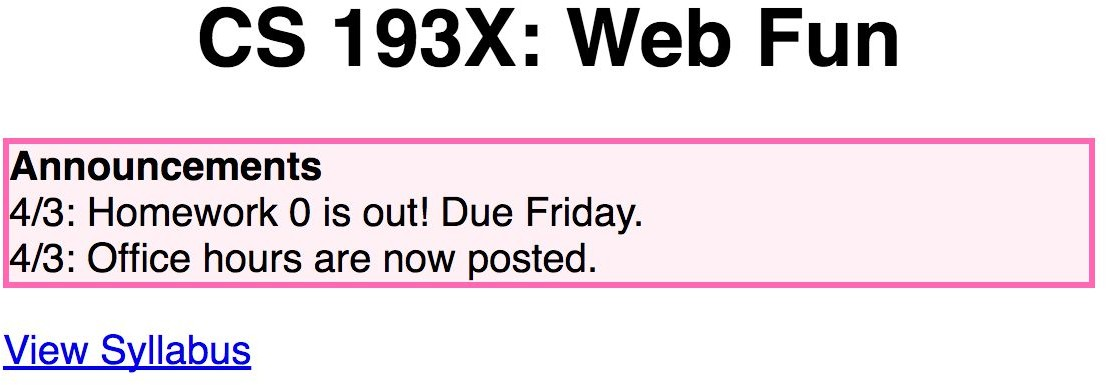 CS 193X: Web Fun
Announcements
4/3: Homework 0 is out! Due Friday.
4/3: Office hours are now posted.
View Syllabus